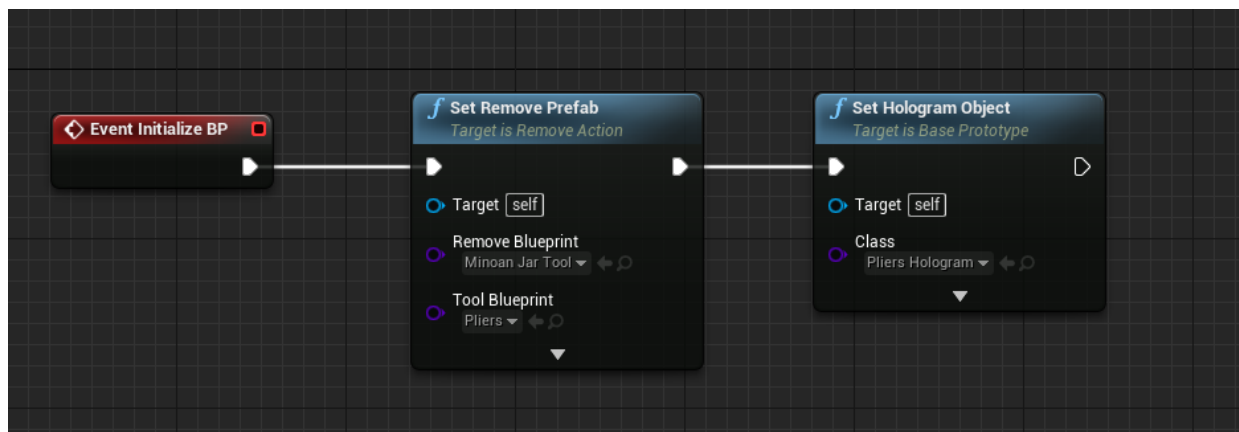 Event Initialize BP
f Set Remove Prefab
Target is Remove Action
Target self
Remove Blueprint
Minoan Jar Tool
Tool Blueprint
Pliers
f Set Hologram Object
Target is Base Prototype
Target self
Class
Pliers Hologram